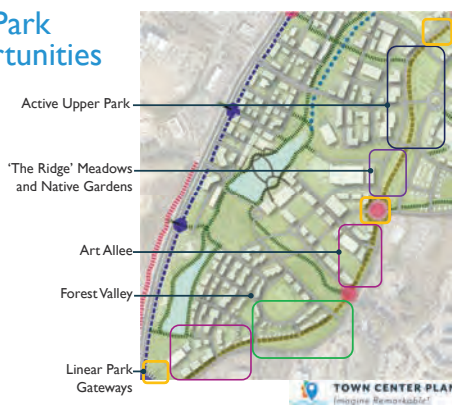 Park
rtunities
Active Upper Park
'The Ridge' Meadows
and Native Gardens
Art Allee
Forest Valley
Linear Park
Gateways
TOWN CENTER PLAN
Imagine Remarkable!